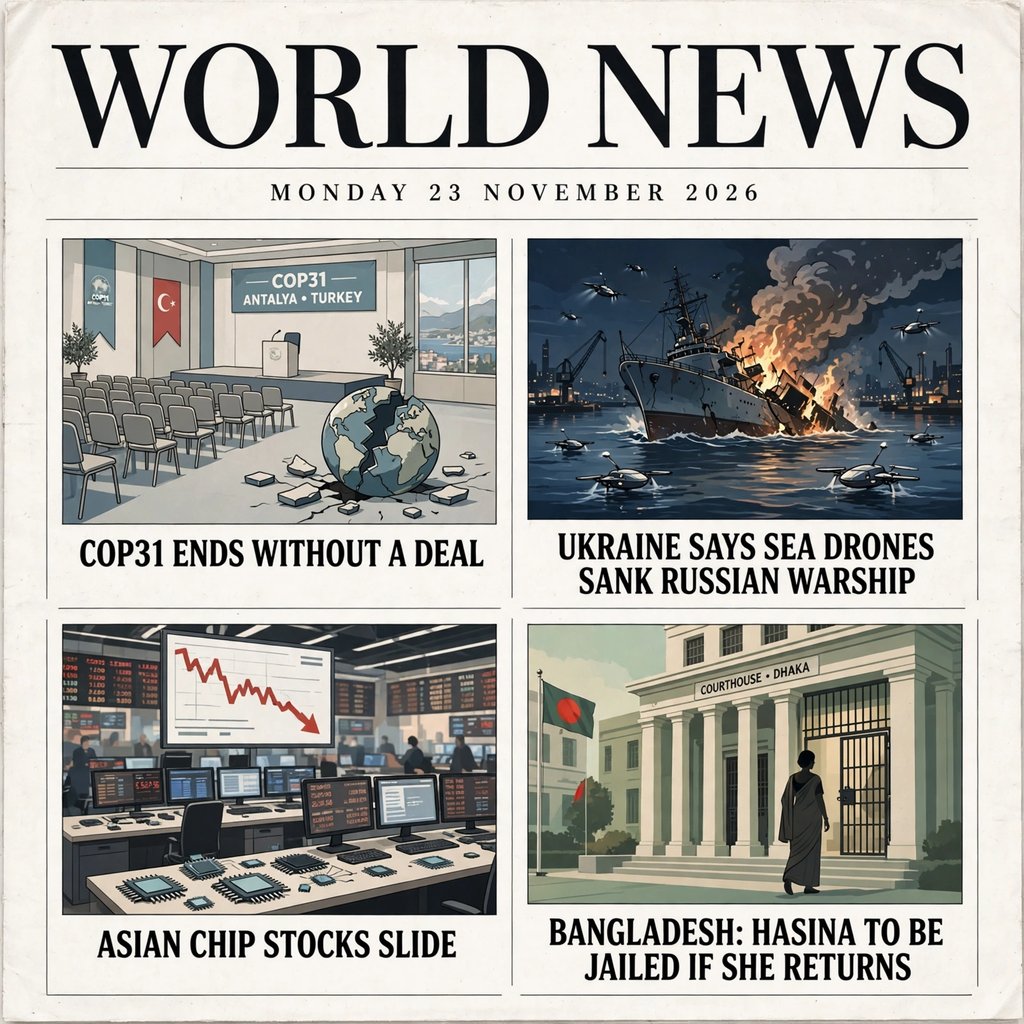 WORLD NEWS
MONDAY 23 NOVEMBER 2026
COP31
ANTALYA • TURKEY
COP31 ENDS WITHOUT A DEAL
UKRAINE SAYS SEA DRONES
SANK RUSSIAN WARSHIP
ASIAN CHIP STOCKS SLIDE
COURTHOUSE • DHAKA
BANGLADESH: HASINA TO BE
JAILED IF SHE RETURNS